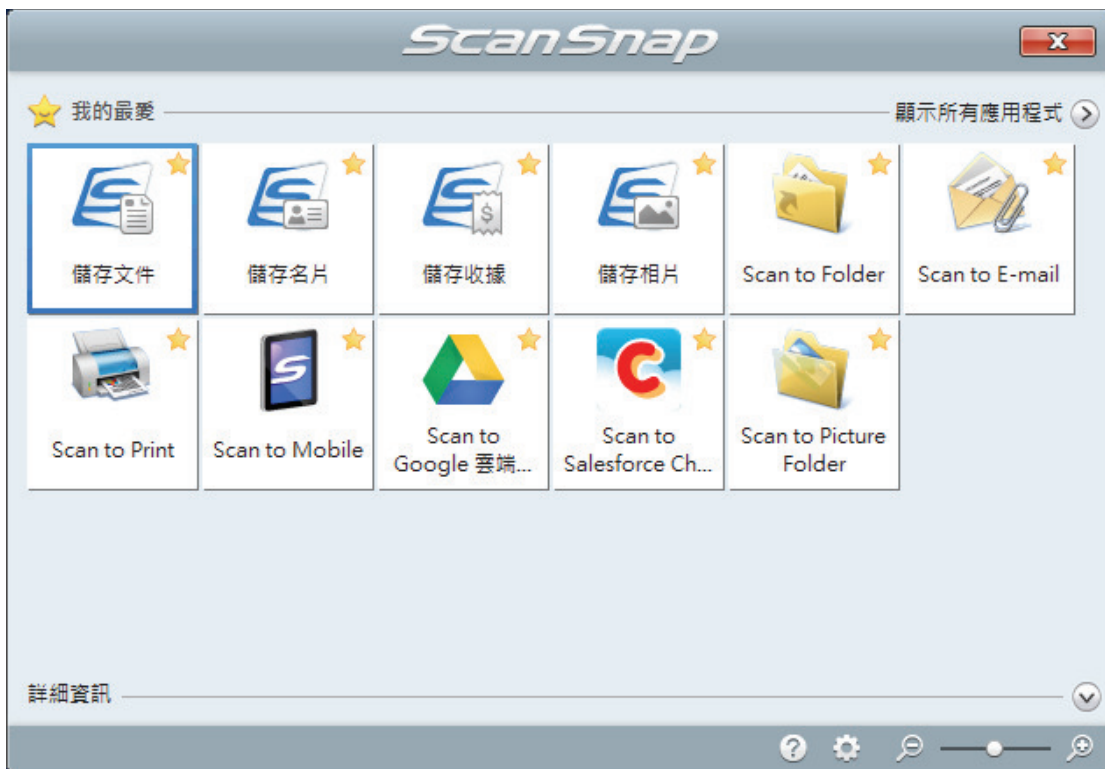 ScanSnap
我的最愛
顯示所有應用程式
儲存文件
儲存名片
儲存收據
儲存相片
Scan to Folder
Scan to E-mail
Scan to Print
Scan to Mobile
Scan to
Google 雲端...
Scan to
Salesforce Ch...
Scan to Picture
Folder
詳細資訊